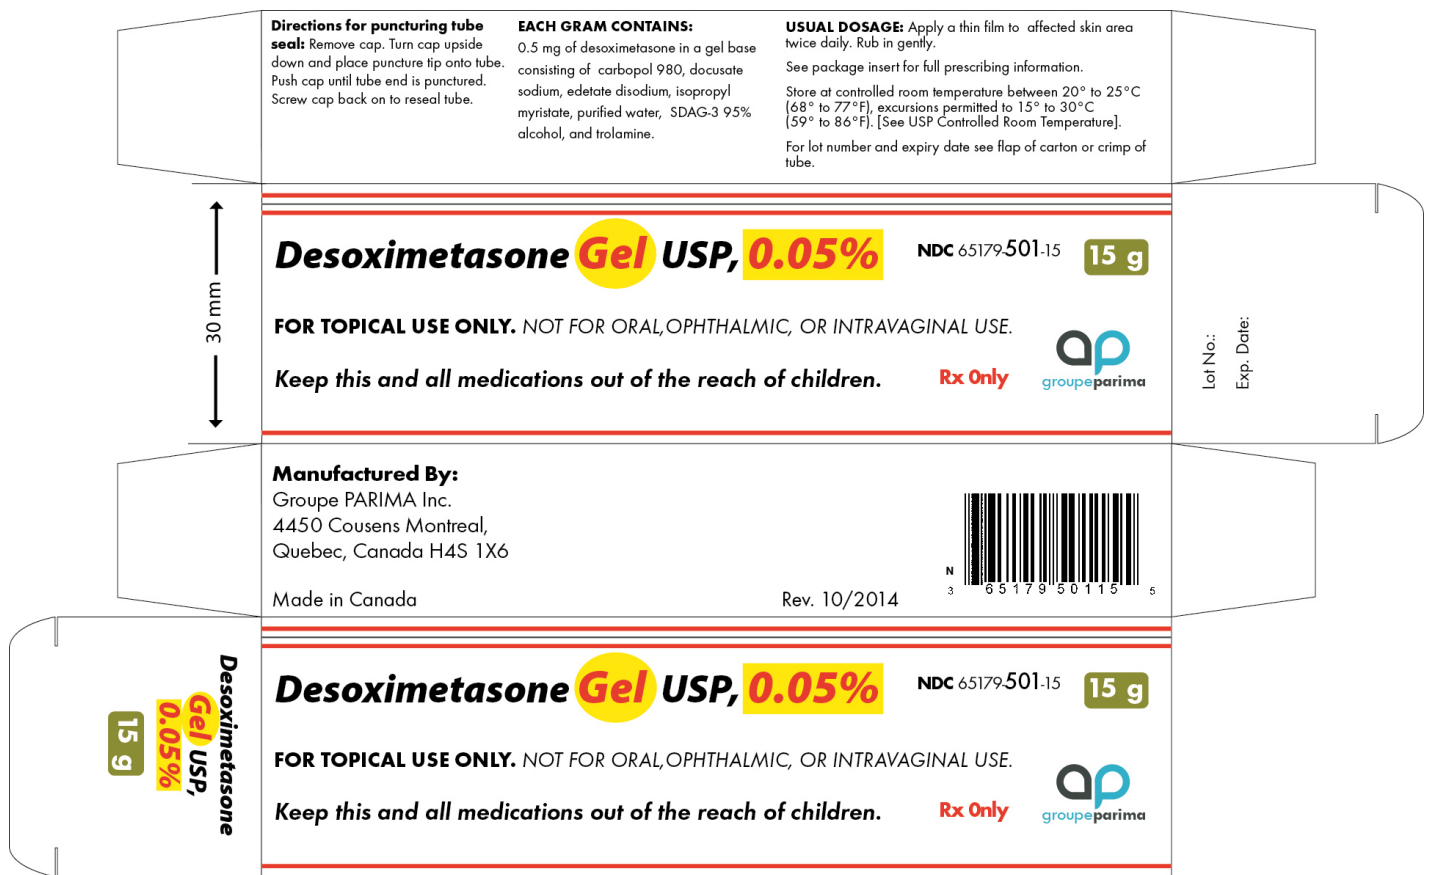 Directions for puncturing tube
seal: Remove cap. Turn cap upside
down and place puncture tip onto tube.
Push cap until tube end is punctured.
Screw cap back on to reseal tube.
EACH GRAM CONTAINS:
0.5 mg of desoximetasone in a gel base
consisting of carbopol 980, docusate
sodium, edetate disodium, isopropyl
myristate, purified water, SDAG-3 95%
alcohol, and trolamine.
USUAL DOSAGE: Apply a thin film to affected skin area
twice daily. Rub in gently.
See package insert for full prescribing information.
Store at controlled room temperature between 20° to 25°C
(68° to 77°F), excursions permitted to 15° to 30°C
(59° to 86°F). [See USP Controlled Room Temperature].
For lot number and expiry date see flap of carton or crimp of
tube.
30 mm
Desoximetasone Gel USP, 0.05%
NDC 65179-501-15
15 g
FOR TOPICAL USE ONLY. NOT FOR ORAL,OPHTHALMIC, OR INTRAVAGINAL USE.
Keep this and all medications out of the reach of children.
Rx Only
groupeparima
Lot No.:
Exp. Date:
Manufactured By:
Groupe PARIMA Inc.
4450 Cousens Montreal,
Quebec, Canada H4S 1X6
Made in Canada
Rev. 10/2014
N
3 65179 50115 5
Desoximetasone
Gel USP,
0.05%
15 g
Desoximetasone Gel USP, 0.05%
NDC 65179-501-15
15 g
FOR TOPICAL USE ONLY. NOT FOR ORAL,OPHTHALMIC, OR INTRAVAGINAL USE.
Keep this and all medications out of the reach of children.
Rx Only
groupeparima